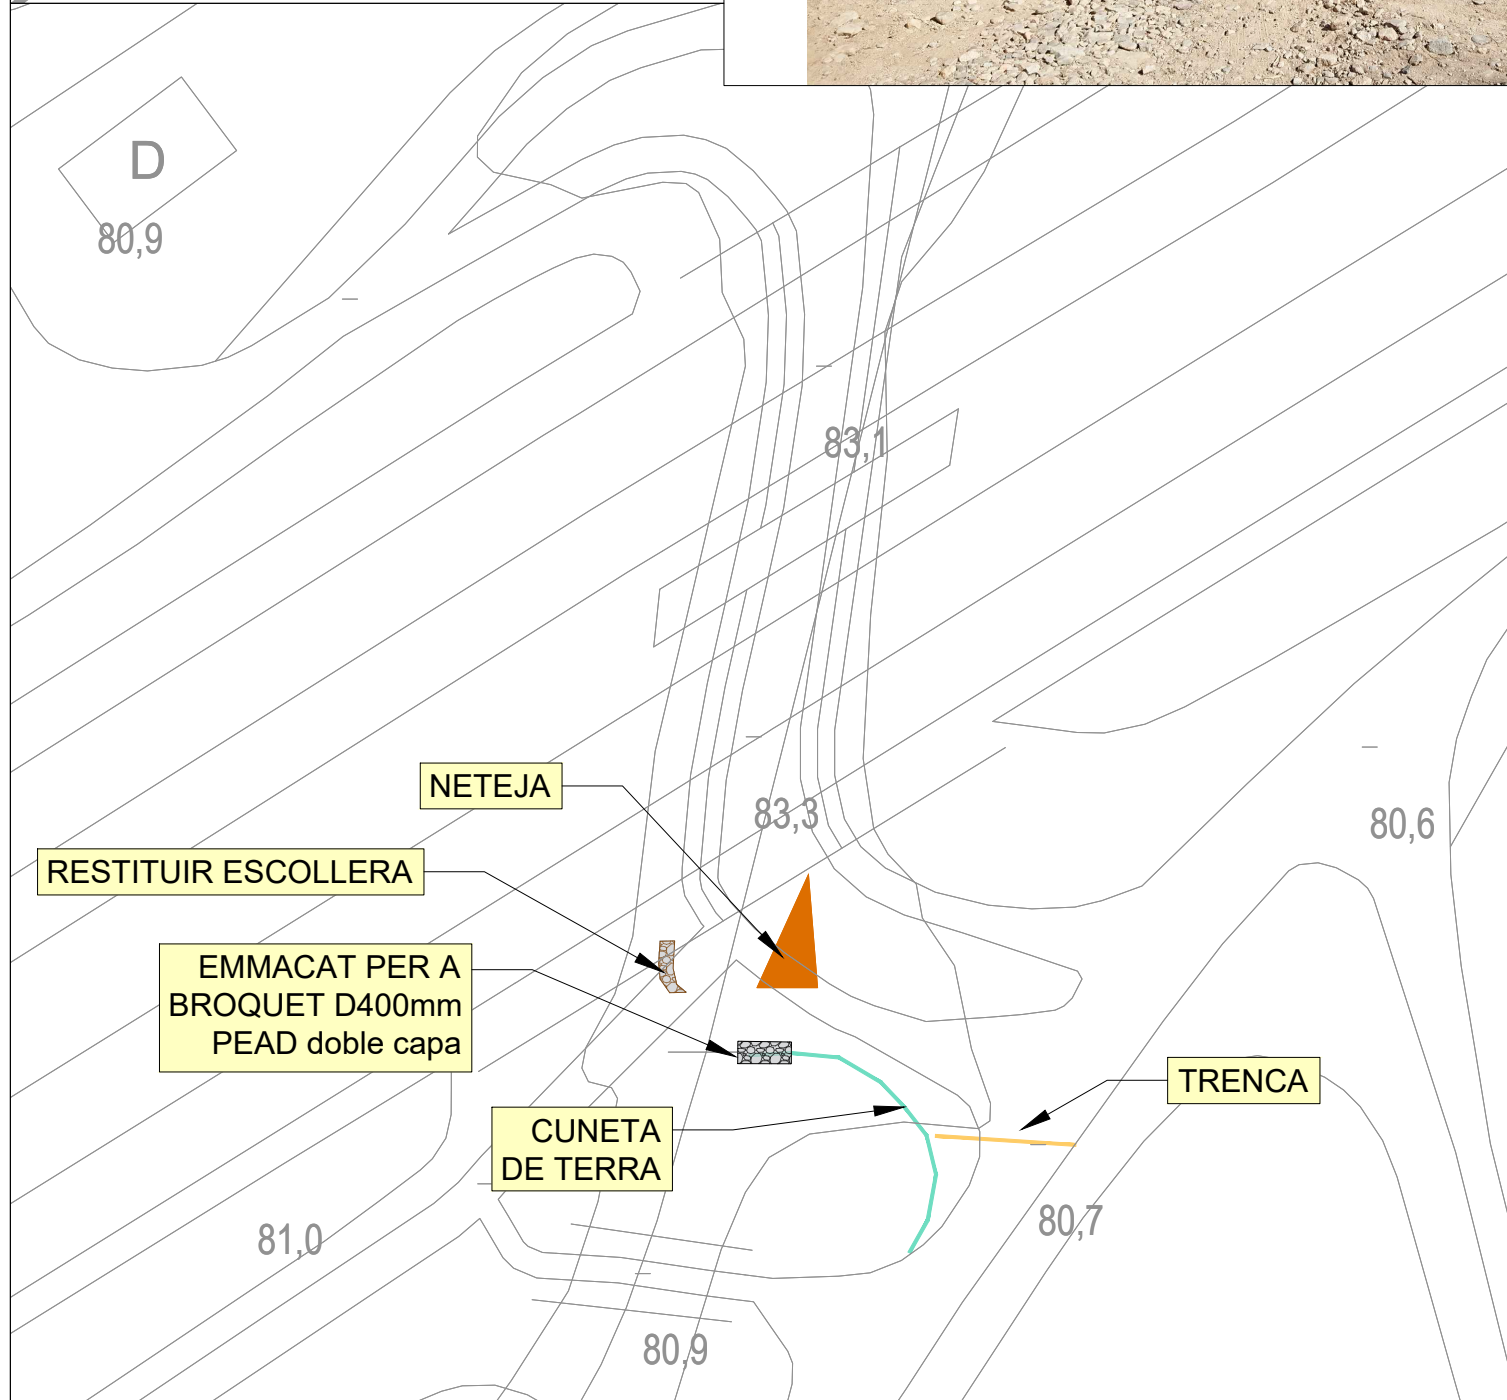 D
80,9
83,1
NETEJA
83,3
80,6
RESTITUIR ESCOLLERA
EMMACAT PER A
BROQUET D400mm
PEAD doble capa
TRENCA
CUNETA
DE TERRA
81,0
80,7
80,9